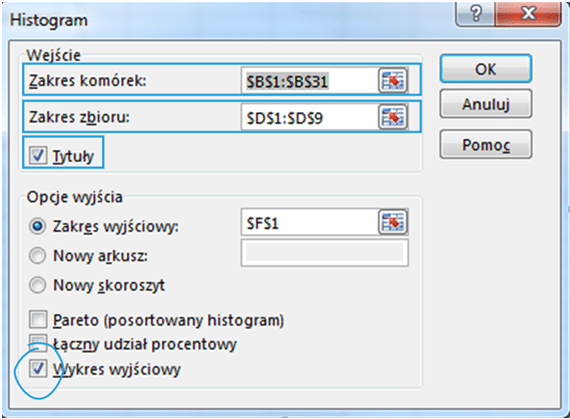 Histogram
Wejście
Zakres komórek: $B$1:$B$31
Zakres zbioru: $D$1:$D$9
Tytuły
OK
Anuluj
Pomoc
Opcje wyjścia
Zakres wyjściowy: $F$1
Nowy arkusz:
Nowy skoroszyt
Pareto (posortowany histogram)
Łączny udział procentowy
Wykres wyjściowy